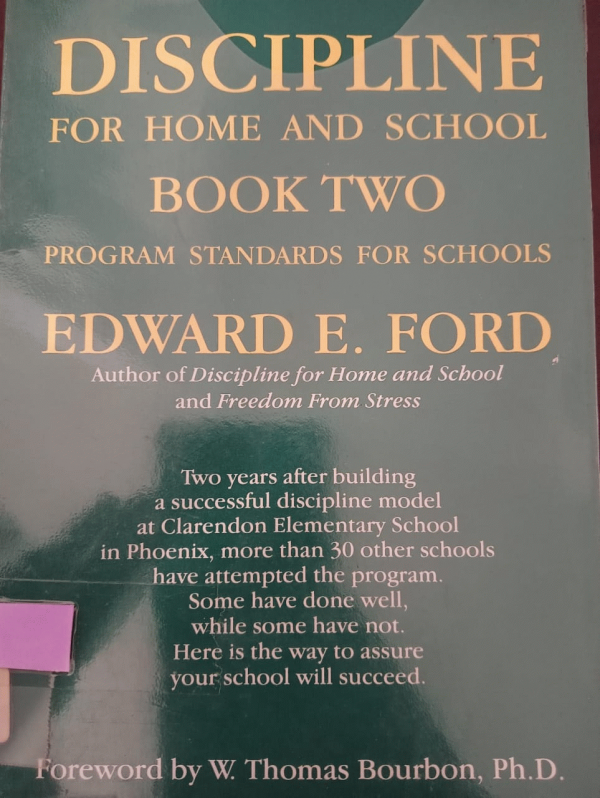 DISCIPLINE
FOR HOME AND SCHOOL
BOOK TWO
PROGRAM STANDARDS FOR SCHOOLS
EDWARD E. FORD
Author of Discipline for Home and School
and Freedom From Stress
Two years after building
a successful discipline model
at Clarendon Elementary School
in Phoenix, more than 30 other schools
have attempted the program.
Some have done well,
while some have not.
Here is the way to assure
your school will succeed.
Foreword by W. Thomas Bourbon, Ph.D.